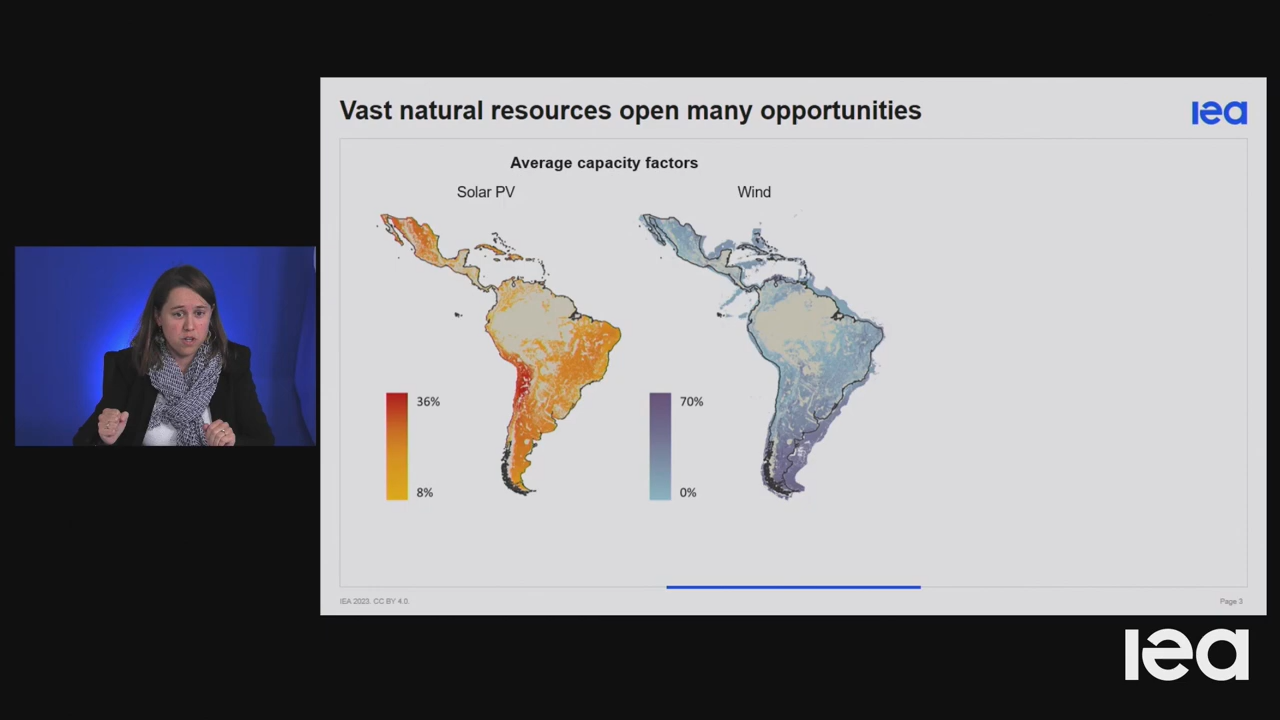 Vast natural resources open many opportunities
iea
Average capacity factors
Solar PV
Wind
36%
8%
70%
0%
IEA 2023. CC BY 4.0.
Page 3
iea